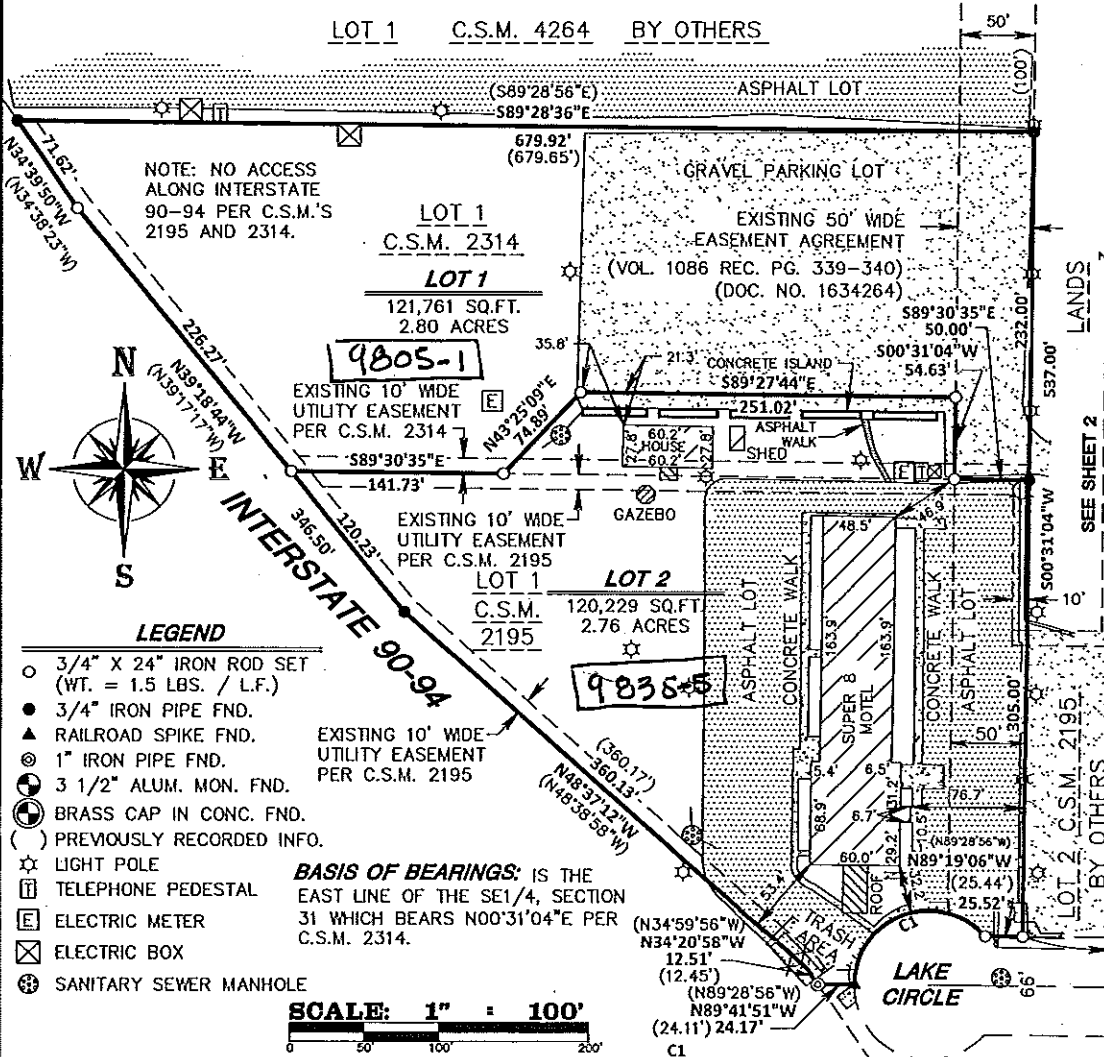 LOT 1 C.S.M. 4264 BY OTHERS
50'
(100')
(S89°28'56"E)
S89°28'36"E
ASPHALT LOT
679.92'
(679.65')
71.62'
N34°39'50"W
(N34°38'23"W)
NOTE: NO ACCESS
ALONG INTERSTATE
90-94 PER C.S.M.'S
2195 AND 2314.
LOT 1
C.S.M. 2314
LOT 1
121,761 SQ.FT.
2.80 ACRES
9805-1
GRAVEL PARKING LOT
EXISTING 50' WIDE
EASEMENT AGREEMENT
(VOL. 1086 REC. PG. 339-340)
(DOC. NO. 1634264)
S89°30'35"E
50.00'
S00°31'04"W
54.63'
232.00'
537.00'
LANDS
SEE SHEET 2
S00°31'04"W
226.27'
N39°18'44"W
(N39°17'17"W)
35.8'
21.3'
CONCRETE ISLAND
S89°27'44"E
251.02'
EXISTING 10' WIDE
UTILITY EASEMENT
PER C.S.M. 2314
E
N43°25'09"E
74.89'
60.2'
HOUSE
60.2'
27.8'
27.8'
SHED
ASPHALT
WALK
E T
S89°30'35"E
141.73'
GAZEBO
EXISTING 10' WIDE
UTILITY EASEMENT
PER C.S.M. 2195
N
W E
S
120.23'
346.50'
INTERSTATE 90-94
LOT 1
C.S.M.
2195
LOT 2
120,229 SQ.FT.
2.76 ACRES
9835-5
46.9'
48.5'
ASPHALT LOT
CONCRETE WALK
163.9'
SUPER 8
MOTEL
163.9'
CONCRETE WALK
ASPHALT LOT
10'
305.00'
50'
LOT 2 C.S.M. 2195
BY OTHERS
LEGEND
3/4" X 24" IRON ROD SET
(WT. = 1.5 LBS. / L.F.)
3/4" IRON PIPE FND.
RAILROAD SPIKE FND.
1" IRON PIPE FND.
3 1/2" ALUM. MON. FND.
BRASS CAP IN CONC. FND.
( ) PREVIOUSLY RECORDED INFO.
LIGHT POLE
T TELEPHONE PEDESTAL
E ELECTRIC METER
ELECTRIC BOX
SANITARY SEWER MANHOLE
EXISTING 10' WIDE
UTILITY EASEMENT
PER C.S.M. 2195
(360.17')
360.13'
N48°37'12"W
(N48°38'58"W)
5.4'
68.9'
6.5'
31.2'
6.7'
10.5'
29.2'
76.7'
60.0'
ROOF
53.4'
TRASH
AREA
(N89°28'56"W)
N89°19'06"W
(25.44')
25.52'
C1
BASIS OF BEARINGS: IS THE
EAST LINE OF THE SE1/4, SECTION
31 WHICH BEARS N00°31'04"E PER
C.S.M. 2314.
(N34°59'56"W)
N34°20'58"W
12.51'
(12.45')
(N89°28'56"W)
N89°41'51"W
(24.11') 24.17'
C1
LAKE
CIRCLE
66'
SCALE: 1" = 100'
0 50' 100' 200'